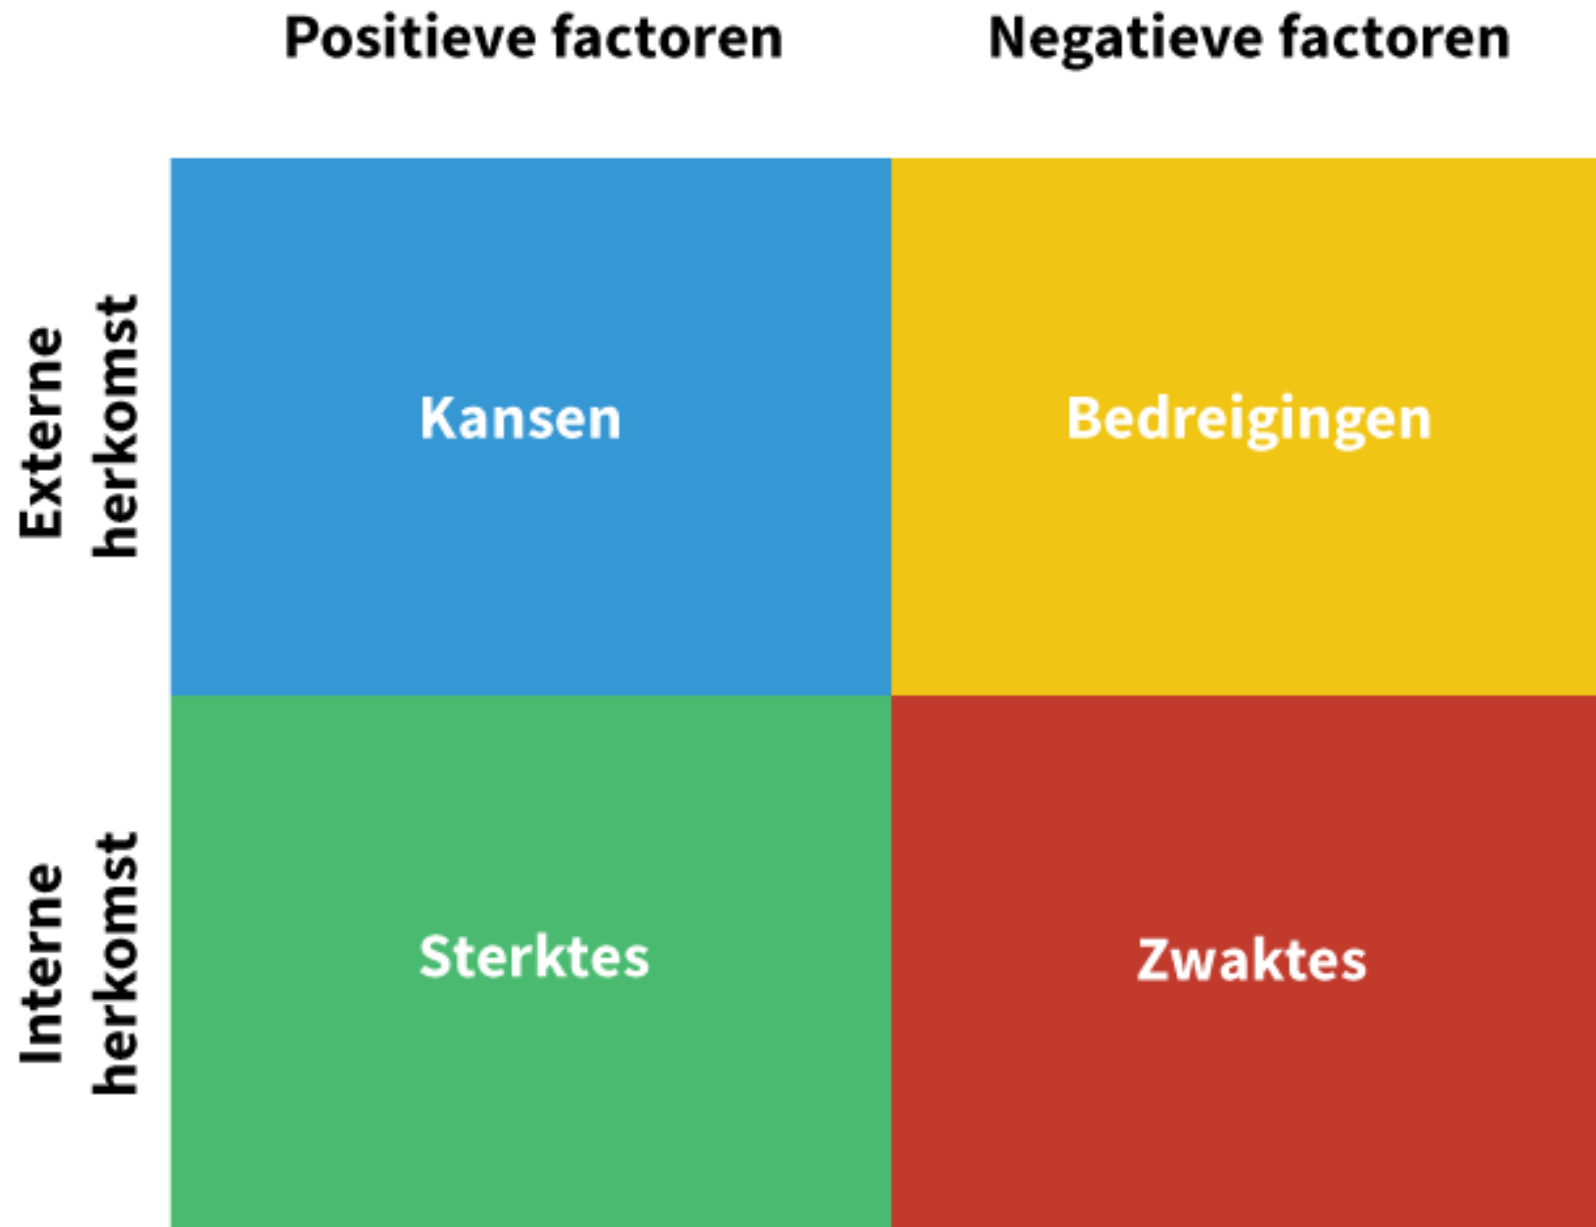 Positieve factoren
Negatieve factoren
Externe
herkomst
Kansen
Bedreigingen
Interne
herkomst
Sterktes
Zwaktes